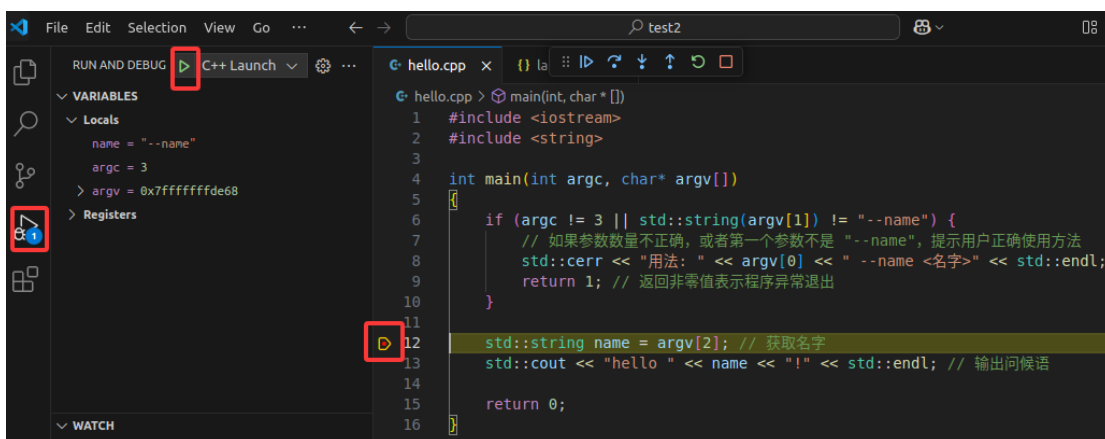 File Edit Selection View Go ··· test2
RUN AND DEBUG C++ Launch ···
VARIABLES
Locals
name = "--name"
argc = 3
argv = 0x7fffffffde68
Registers
1
WATCH
hello.cpp {} la
hello.cpp > main(int, char * [])
1 #include <iostream>
2 #include <string>
3
4 int main(int argc, char* argv[])
5 {
6 if (argc != 3 || std::string(argv[1]) != "--name") {
7 // 如果参数数量不正确，或者第一个参数不是 "--name"，提示用户正确使用方法
8 std::cerr << "用法: " << argv[0] << " --name <名字>" << std::endl;
9 return 1; // 返回非零值表示程序异常退出
10 }
11
12 std::string name = argv[2]; // 获取名字
13 std::cout << "hello " << name << "!" << std::endl; // 输出问候语
14
15 return 0;
16 }